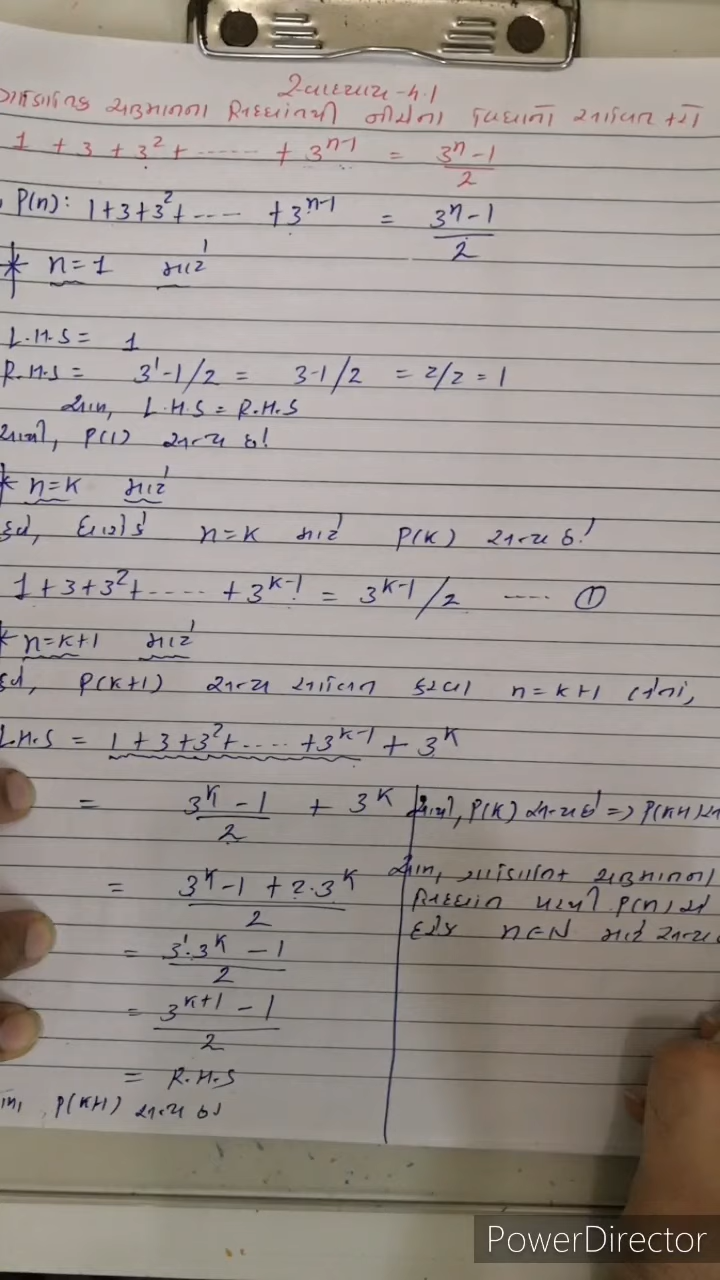 સ્વાધ્યાય-4.1
ગાણિતિક અનુમાનના સિદ્ધાંતથી નીચેના વિધાનો સાબિત કરો
1 + 3 + 3² + ...... + 3ⁿ⁻¹ = (3ⁿ - 1)/2
P(n): 1+3+3²+ ..... +3ⁿ⁻¹ = (3ⁿ - 1)/2
* n=1 માટે
L.H.S = 1
R.H.S = 3¹-1/2 = 3-1/2 = 2/2 = 1
આમ, L.H.S = R.H.S
આથી, P(1) સત્ય છે.
* n=k માટે
હવે, ધારો કે n=k માટે P(k) સત્ય છે.
1+3+3²+ ..... +3ᵏ⁻¹ = 3ᵏ-1/2 ..... ①
* n=k+1 માટે
હવે, P(k+1) સત્ય સાબિત કરવા n=k+1 લેતાં,
L.H.S = 1+3+3²+ ..... +3ᵏ⁻¹ + 3ᵏ
= (3ᵏ - 1)/2 + 3ᵏ
= (3ᵏ - 1 + 2·3ᵏ)/2
= (3¹·3ᵏ - 1)/2
= (3ᵏ⁺¹ - 1)/2
= R.H.S
P(k+1) સત્ય છે
આથી, P(k) સત્ય છે => P(k+1)
આમ, ગાણિતિક અનુમાનના
સિદ્ધાંત પરથી P(n) એ
દરેક n∈N માટે સત્ય
PowerDirector